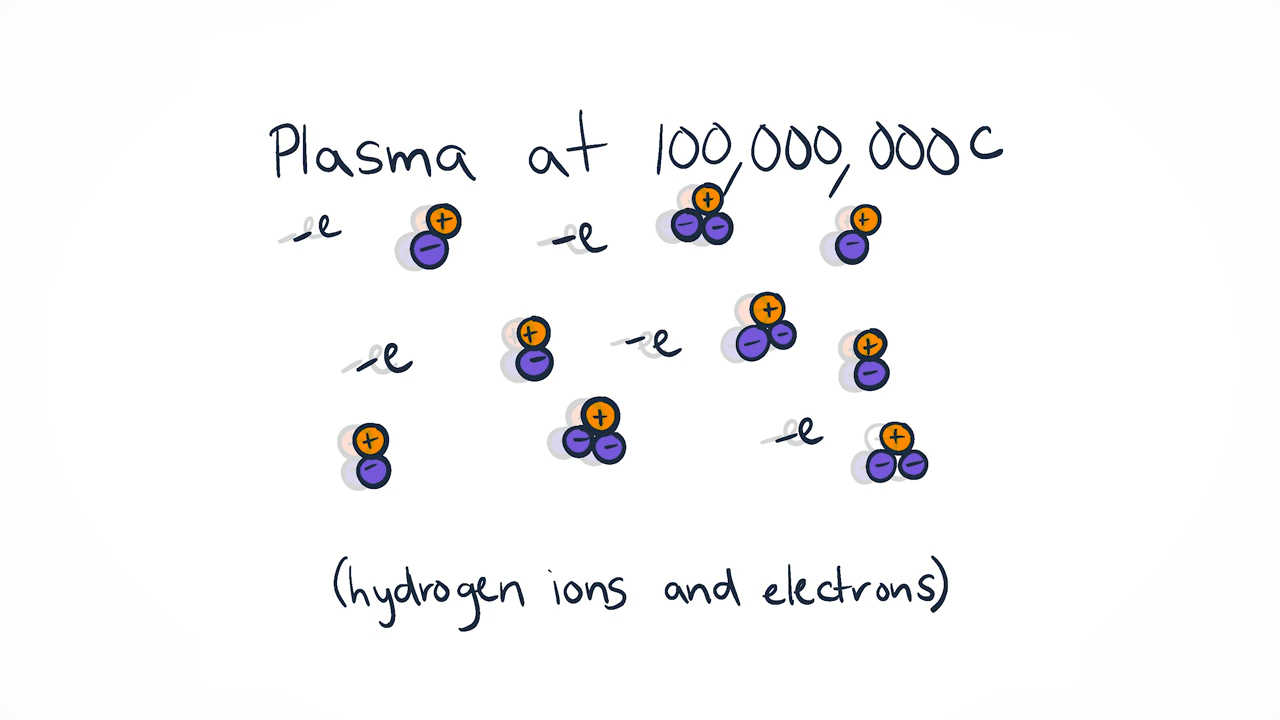 Plasma at 100,000,000C
-e + - -e + - - + -
-e + - -e + - - + -
+ - + - - -e + - -
(hydrogen ions and electrons)